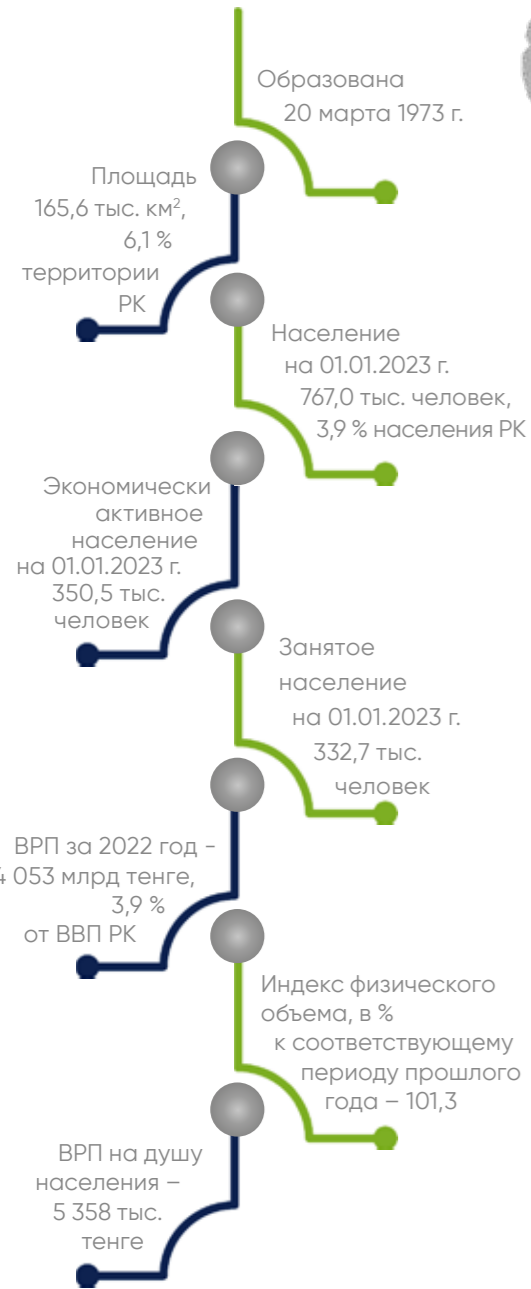 Образована
20 марта 1973 г.
Площадь
165,6 тыс. км²,
6,1 %
территории
РК
Население
на 01.01.2023 г.
767,0 тыс. человек,
3,9 % населения РК
Экономически
активное
население
на 01.01.2023 г.
350,5 тыс.
человек
Занятое
население
на 01.01.2023 г.
332,7 тыс.
человек
ВРП за 2022 год -
4 053 млрд тенге,
3,9 %
от ВВП РК
Индекс физического
объема, в %
к соответствующему
периоду прошлого
года – 101,3
ВРП на душу
населения –
5 358 тыс.
тенге